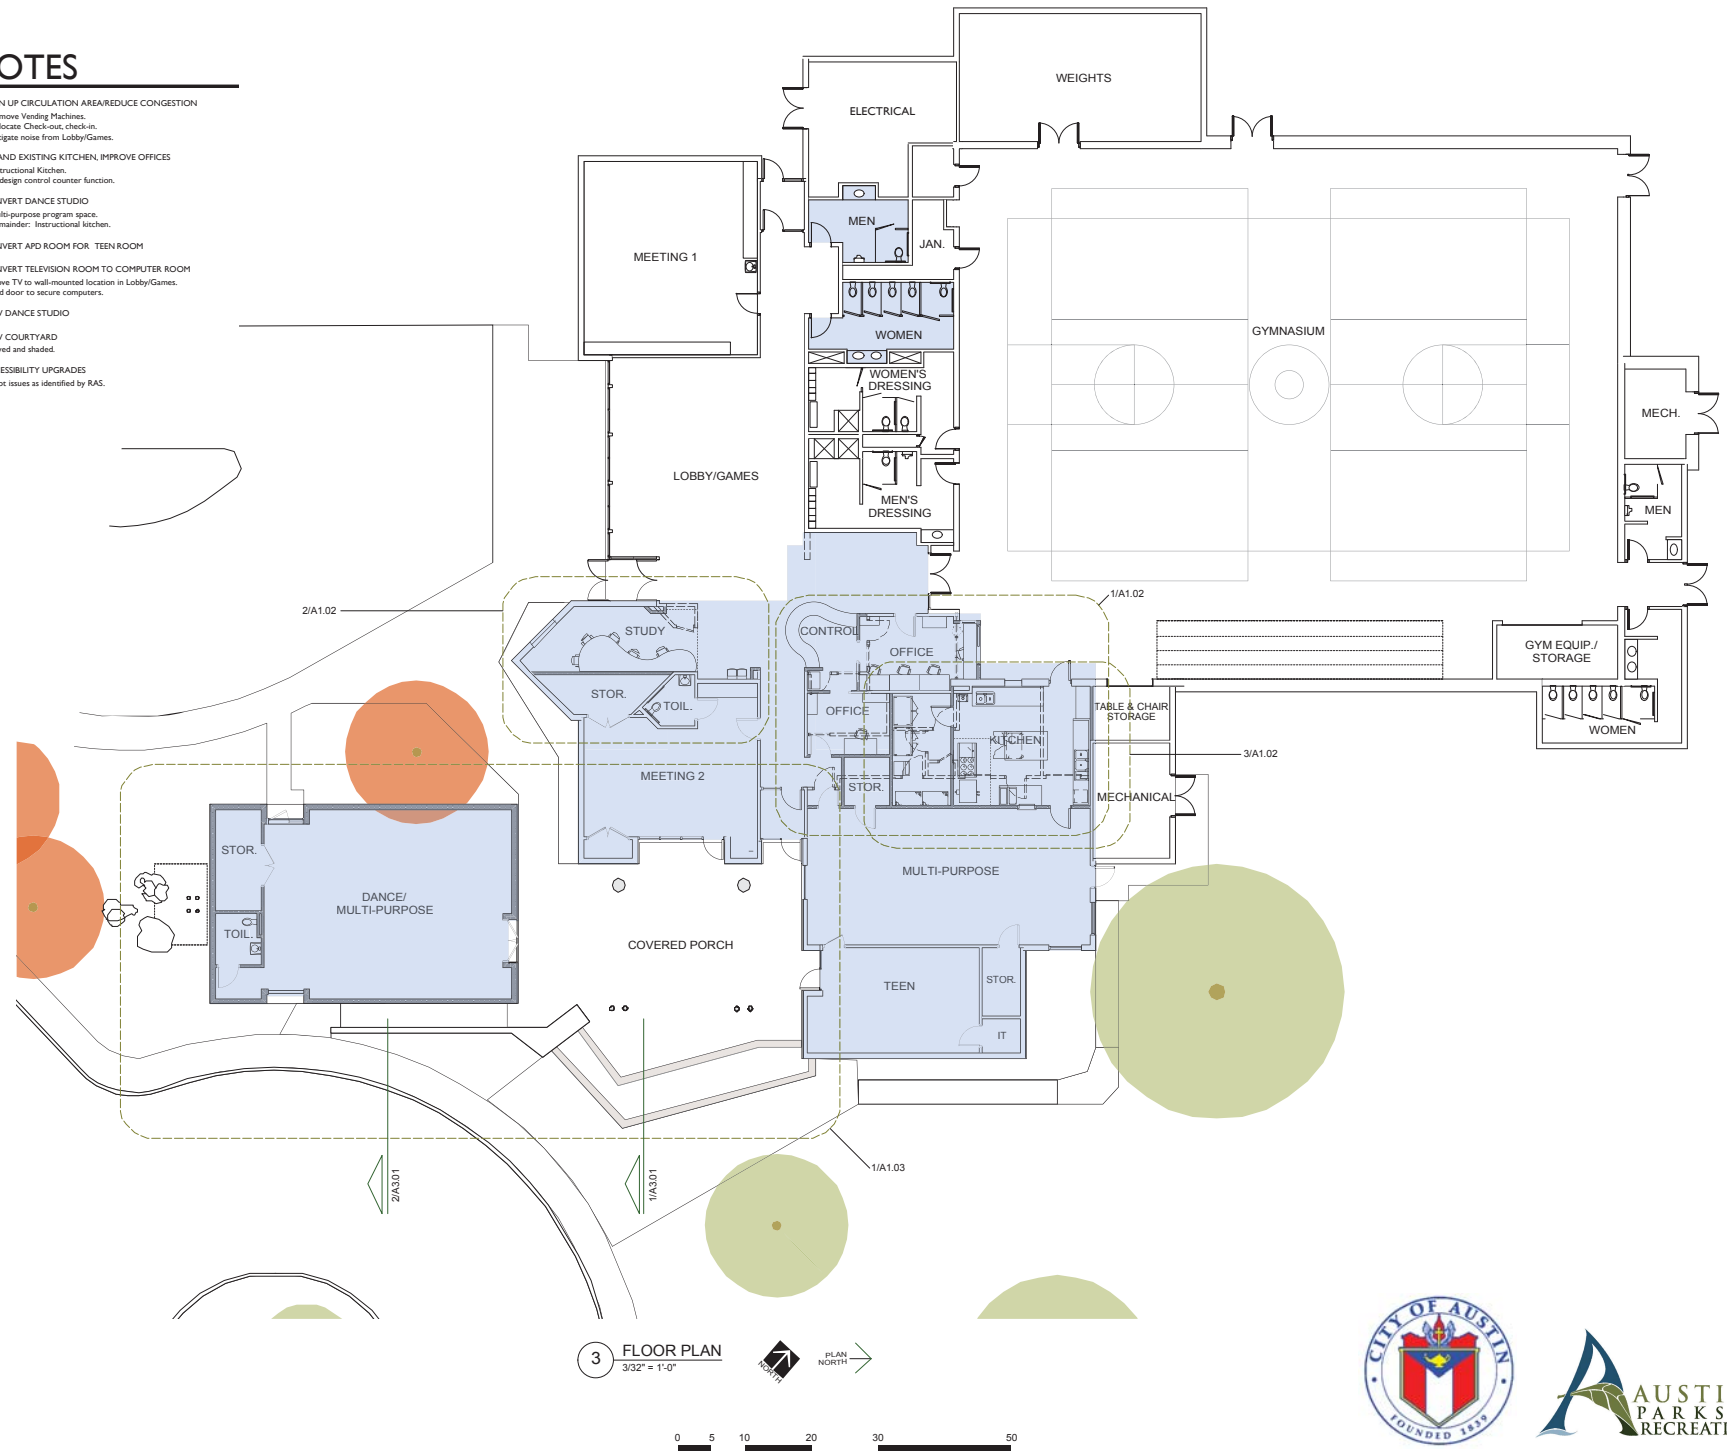 OTES
N UP CIRCULATION AREA/REDUCE CONGESTION
move Vending Machines.
locate Check-out, check-in.
tigate noise from Lobby/Games.
AND EXISTING KITCHEN, IMPROVE OFFICES
tructional Kitchen.
design control counter function.
NVERT DANCE STUDIO
ulti-purpose program space.
mainder: Instructional kitchen.
NVERT APD ROOM FOR TEEN ROOM
NVERT TELEVISION ROOM TO COMPUTER ROOM
ove TV to wall-mounted location in Lobby/Games.
d door to secure computers.
/ DANCE STUDIO
/ COURTYARD
ved and shaded.
ESSIBILITY UPGRADES
ot issues as identified by RAS.
WEIGHTS
ELECTRICAL
MEN
JAN.
MEETING 1
WOMEN
GYMNASIUM
WOMEN'S
DRESSING
MECH.
LOBBY/GAMES
MEN'S
DRESSING
MEN
2/A1.02
1/A1.02
STUDY
CONTROL
OFFICE
GYM EQUIP./
STORAGE
STOR.
TOIL.
OFFICE
TABLE & CHAIR
STORAGE
WOMEN
KITCHEN
3/A1.02
MEETING 2
STOR.
MECHANICAL
STOR.
MULTI-PURPOSE
DANCE/
MULTI-PURPOSE
TOIL.
COVERED PORCH
TEEN
STOR.
IT
1/A1.03
2/A3.01
1/A3.01
3
FLOOR PLAN
3/32" = 1'-0"
NORTH
PLAN
NORTH
0 5 10 20 30 50
CITY OF AUSTIN
FOUNDED 1839
AUSTI
PARKS
RECREATI